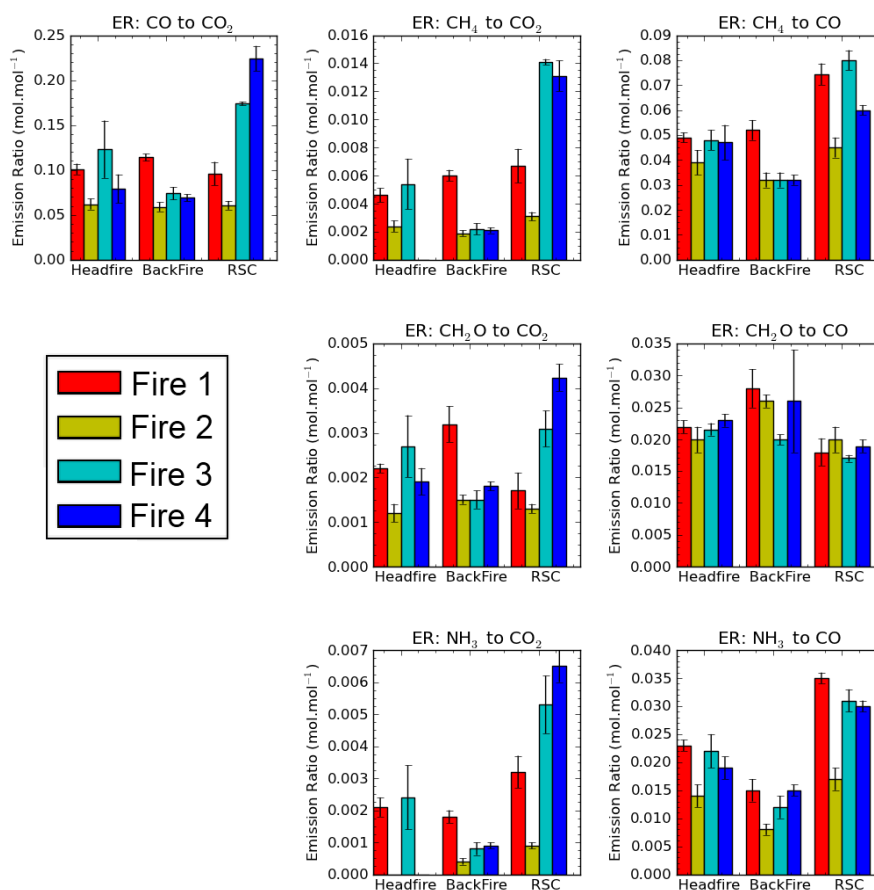 ER: CO to CO₂
Emission Ratio (mol.mol⁻¹)
0.25
0.20
0.15
0.10
0.05
0.00
Headfire BackFire RSC
ER: CH₄ to CO₂
Emission Ratio (mol.mol⁻¹)
0.016
0.014
0.012
0.010
0.008
0.006
0.004
0.002
0.000
Headfire BackFire RSC
ER: CH₄ to CO
Emission Ratio (mol.mol⁻¹)
0.09
0.08
0.07
0.06
0.05
0.04
0.03
0.02
0.01
0.00
Headfire BackFire RSC
Fire 1
Fire 2
Fire 3
Fire 4
ER: CH₂O to CO₂
Emission Ratio (mol.mol⁻¹)
0.005
0.004
0.003
0.002
0.001
0.000
Headfire BackFire RSC
ER: CH₂O to CO
Emission Ratio (mol.mol⁻¹)
0.035
0.030
0.025
0.020
0.015
0.010
0.005
0.000
Headfire BackFire RSC
ER: NH₃ to CO₂
Emission Ratio (mol.mol⁻¹)
0.007
0.006
0.005
0.004
0.003
0.002
0.001
0.000
Headfire BackFire RSC
ER: NH₃ to CO
Emission Ratio (mol.mol⁻¹)
0.040
0.035
0.030
0.025
0.020
0.015
0.010
0.005
0.000
Headfire BackFire RSC